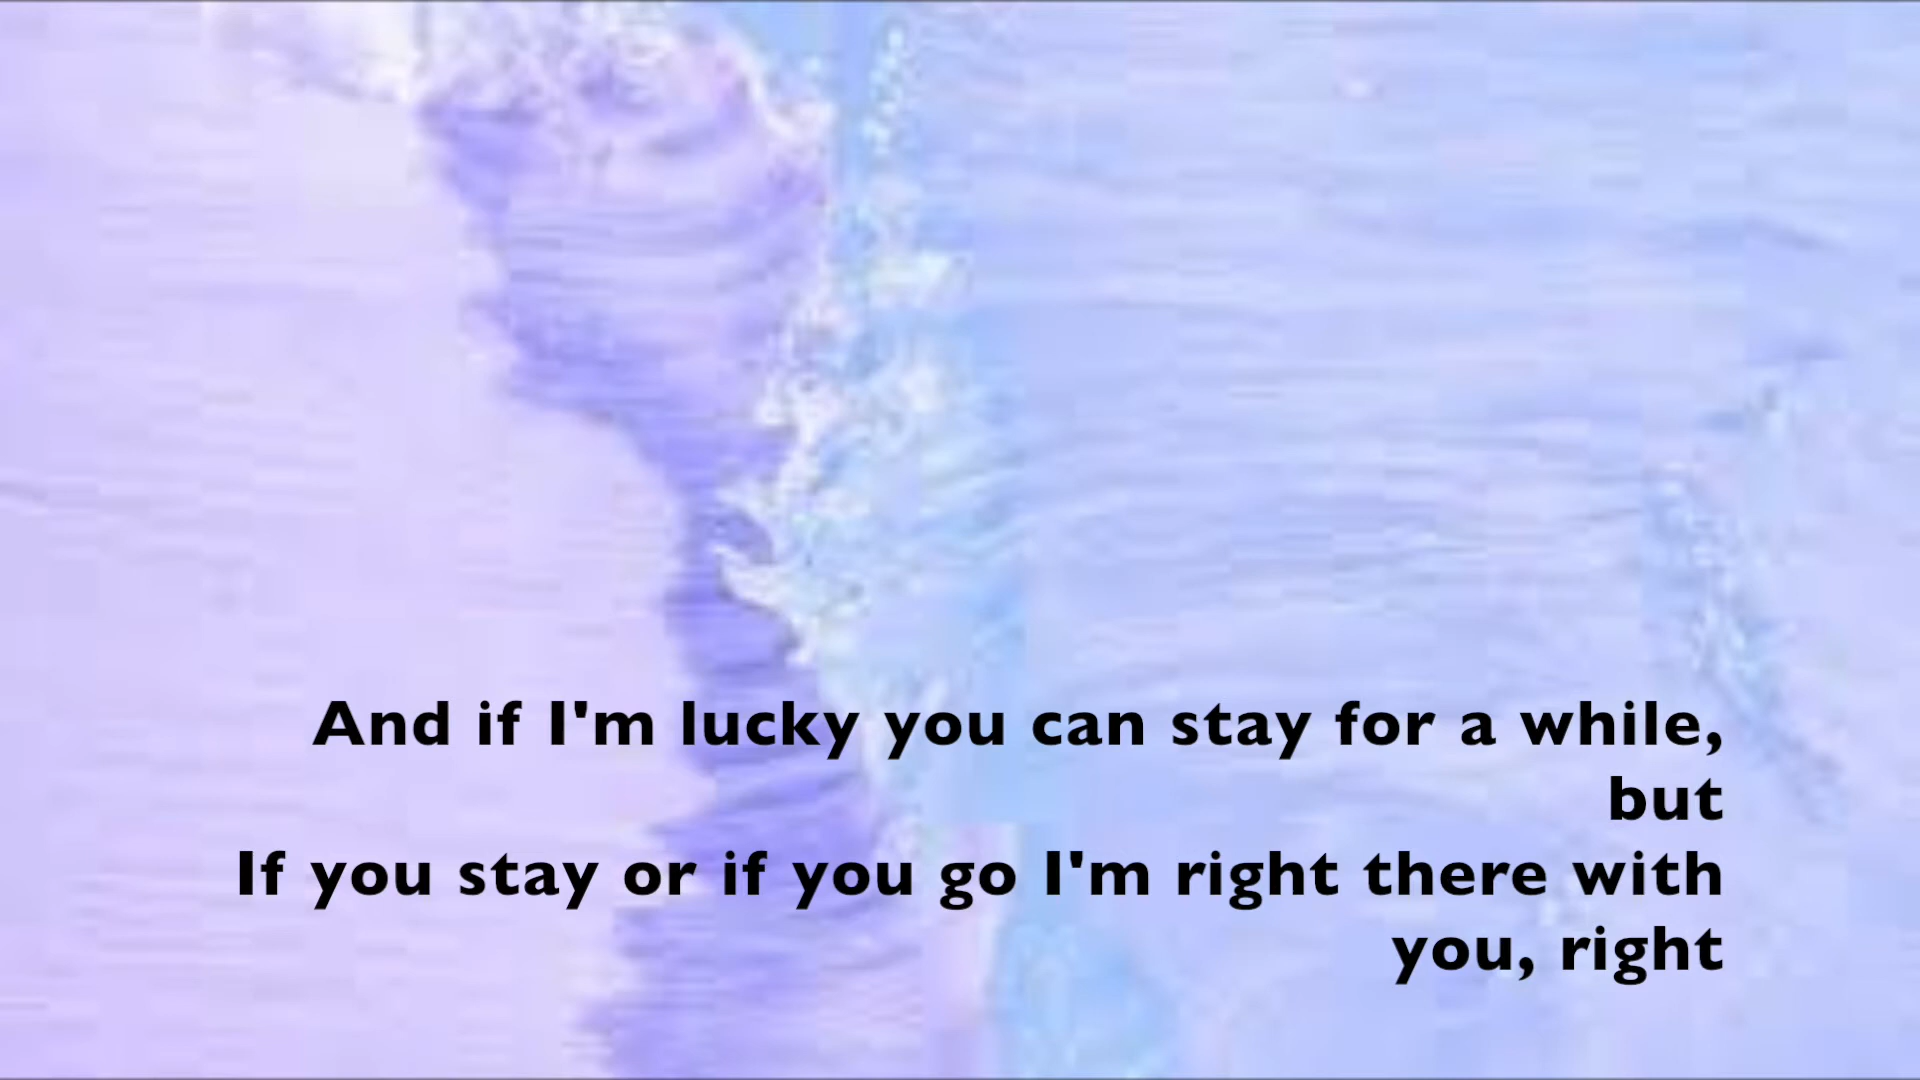 And if I'm lucky you can stay for a while,
but
If you stay or if you go I'm right there with
you, right